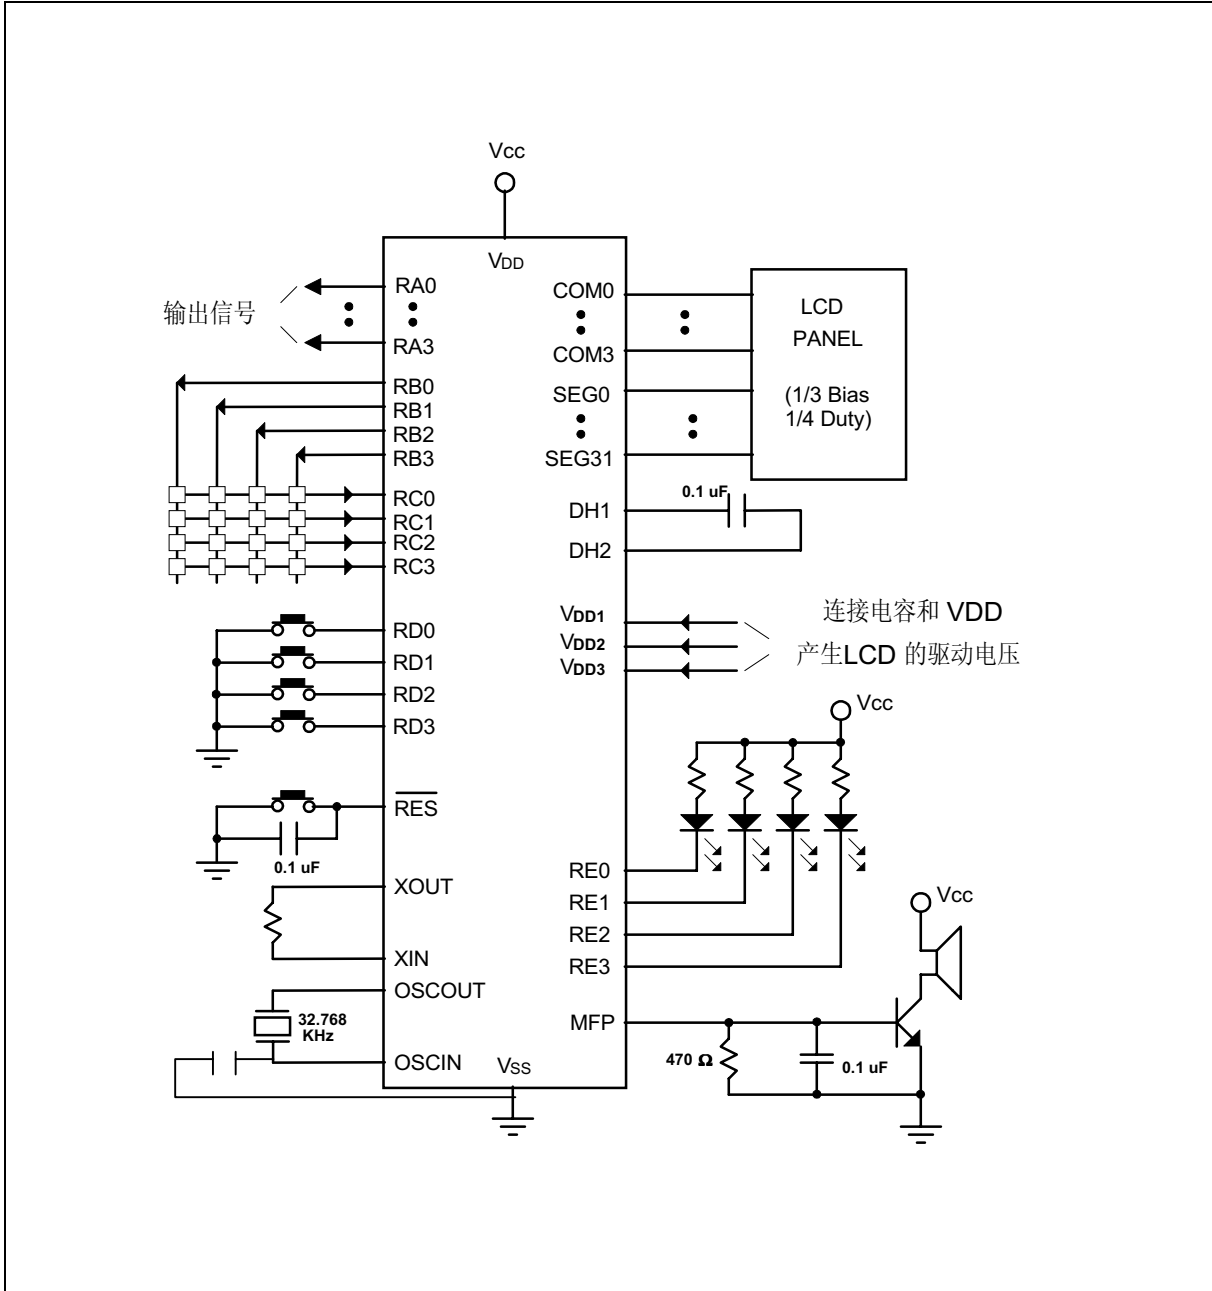 Vcc
VDD
输出信号
RA0
RA3
RB0
RB1
RB2
RB3
RC0
RC1
RC2
RC3
RD0
RD1
RD2
RD3
RES
0.1 uF
XOUT
XIN
OSCOUT
32.768
KHz
OSCIN
VSS
COM0
COM3
SEG0
SEG31
LCD
PANEL
(1/3 Bias
1/4 Duty)
DH1
0.1 uF
DH2
VDD1
VDD2
VDD3
连接电容和 VDD
产生LCD 的驱动电压
Vcc
RE0
RE1
RE2
RE3
Vcc
MFP
470 Ω
0.1 uF